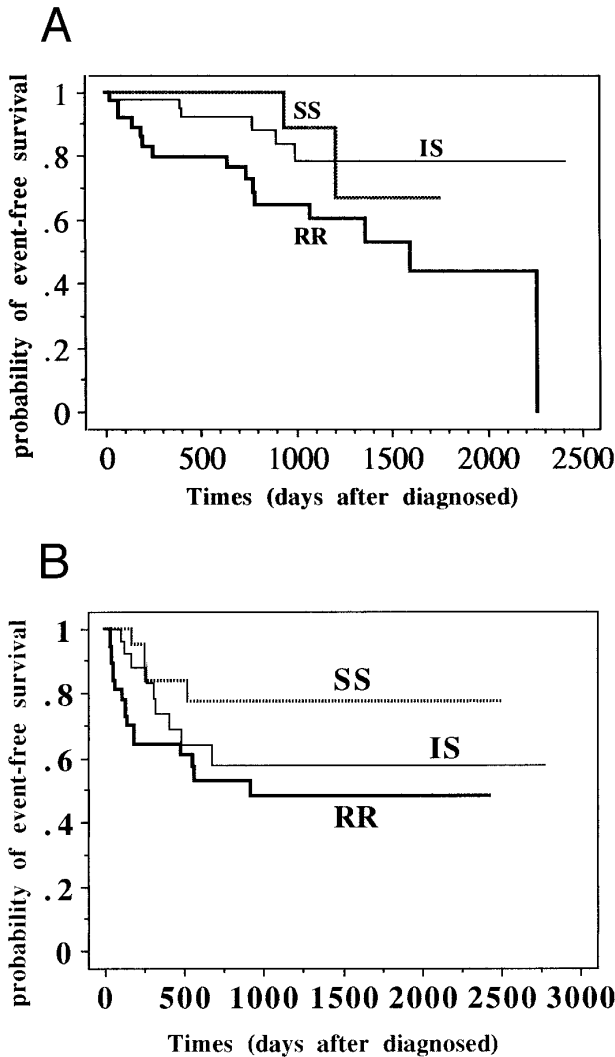 A
probability of event-free survival
1
.8
.6
.4
.2
0
SS
IS
RR
0 500 1000 1500 2000 2500
Times (days after diagnosed)
B
probability of event-free survival
1
.8
.6
.4
.2
0
SS
IS
RR
0 500 1000 1500 2000 2500 3000
Times (days after diagnosed)